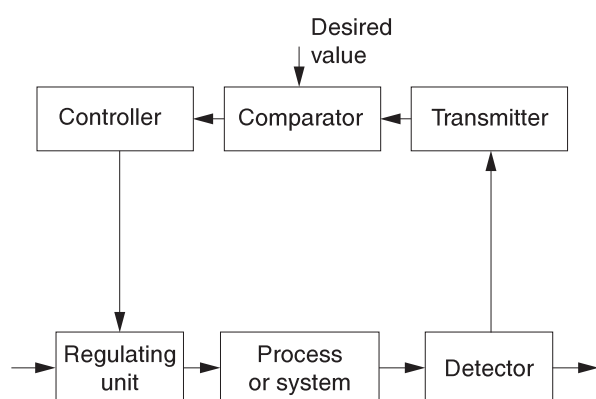 Desired
value
Controller
Comparator
Transmitter
Regulating
unit
Process
or system
Detector